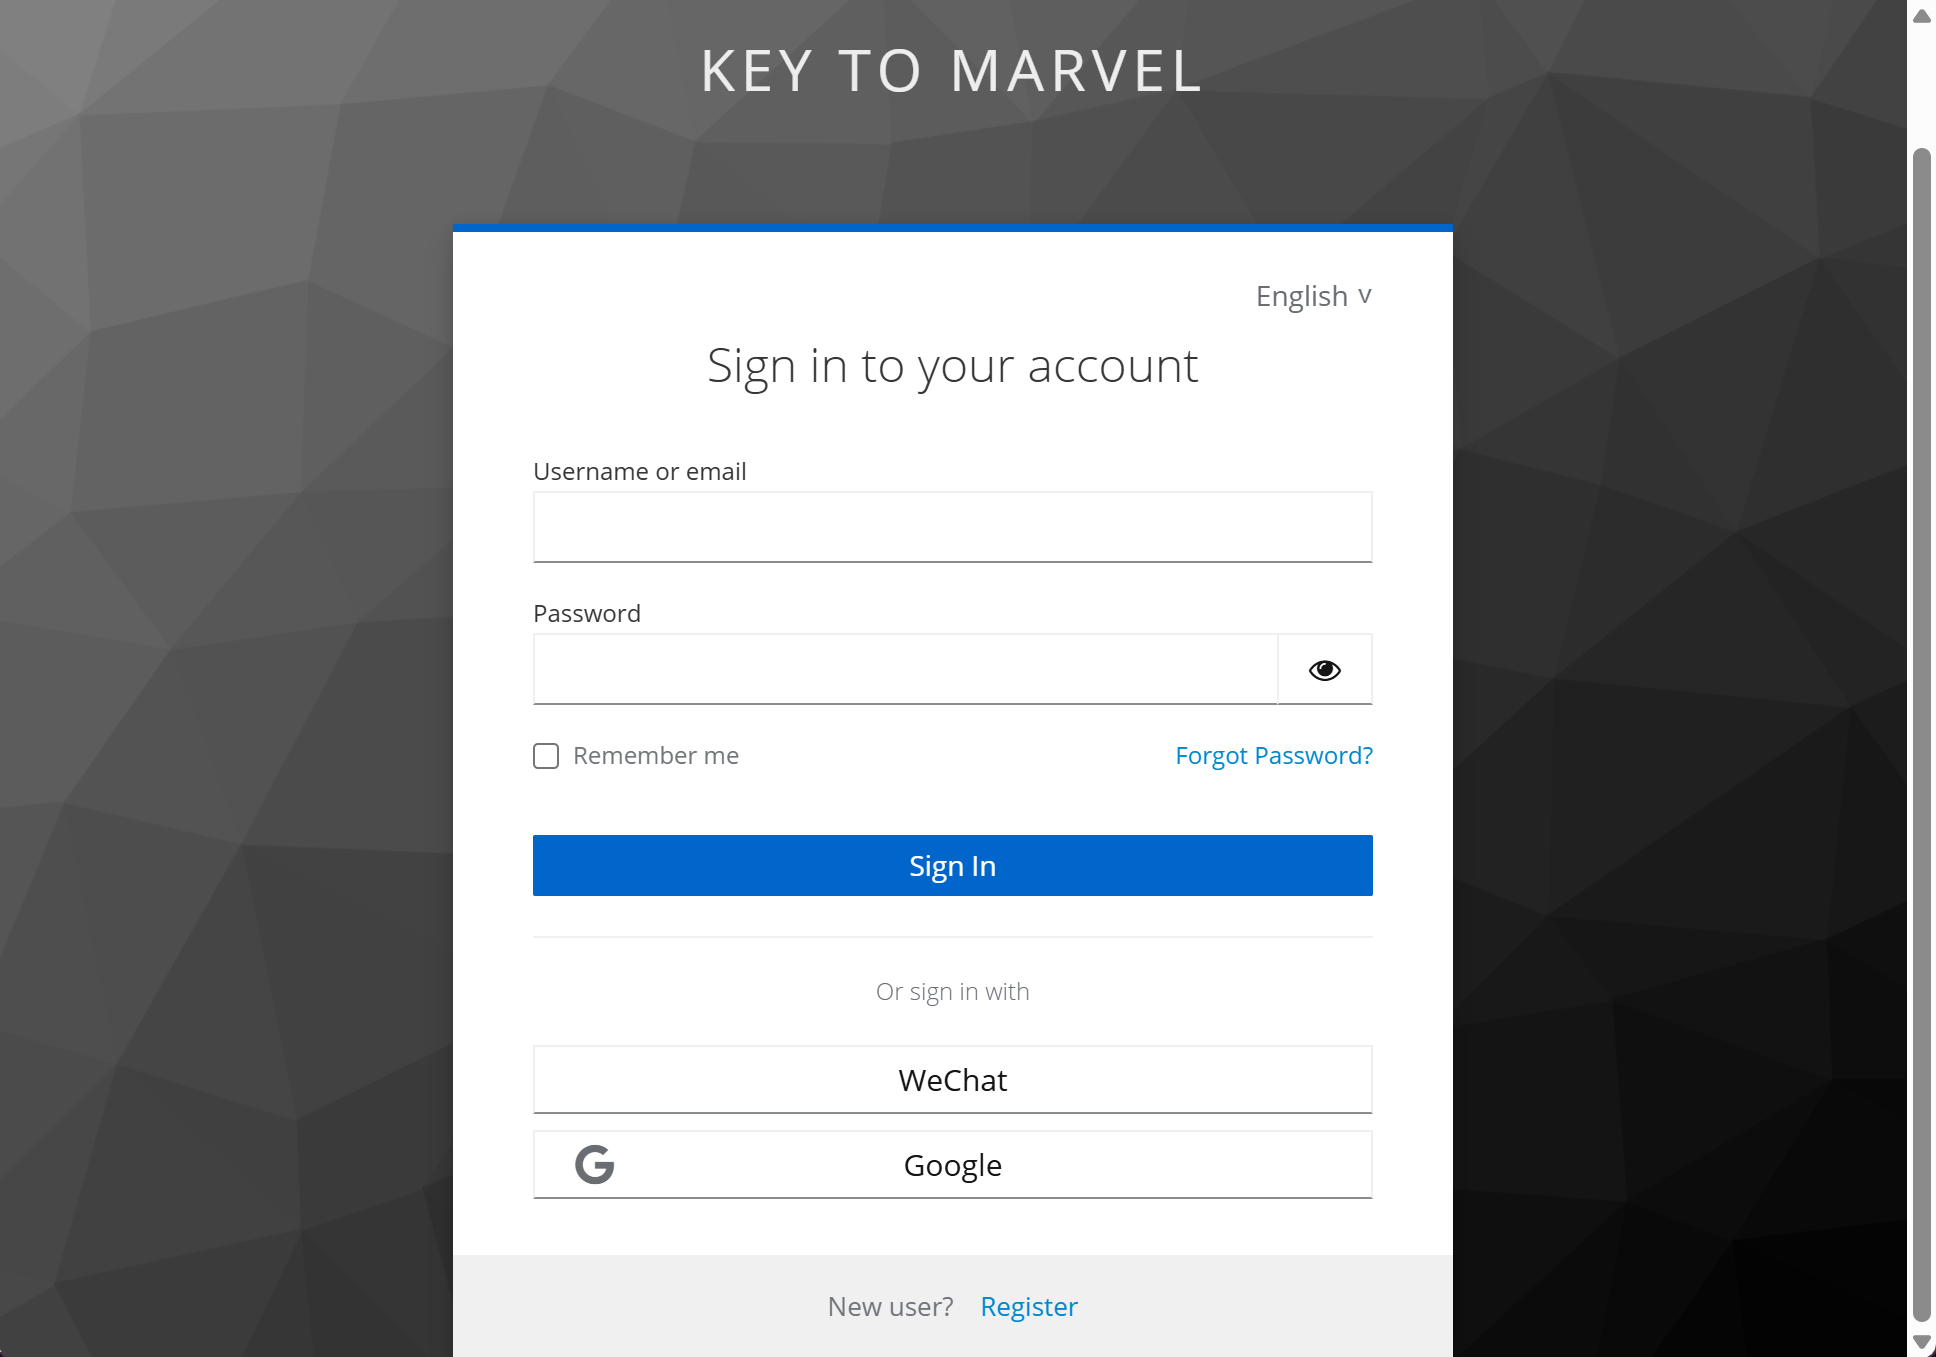 KEY TO MARVEL
English v
Sign in to your account
Username or email
Password
Remember me
Forgot Password?
Sign In
Or sign in with
WeChat
Google
New user? Register